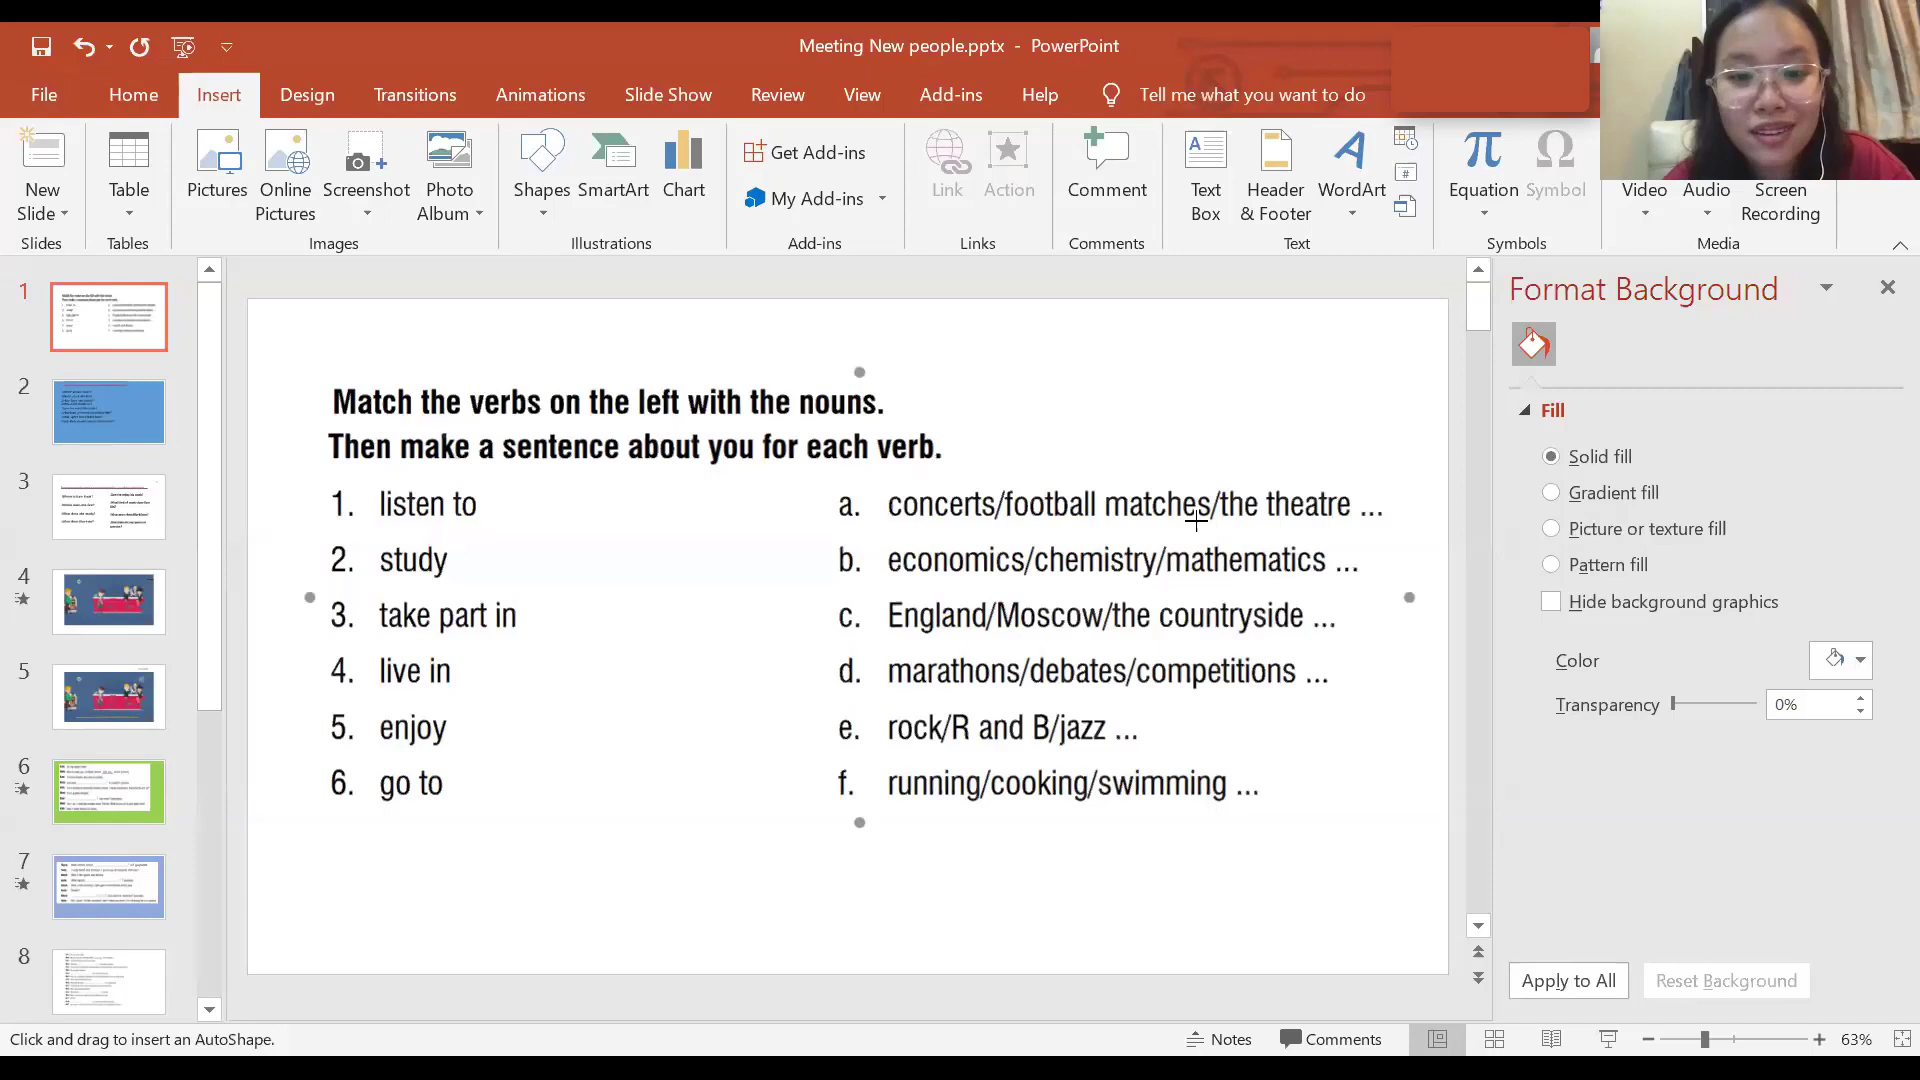 Meeting New people.pptx - PowerPoint
File Home Insert Design Transitions Animations Slide Show Review View Add-ins Help Tell me what you want to do
New Slide
Table
Pictures
Online Pictures
Screenshot
Photo Album
Shapes
SmartArt
Chart
Get Add-ins
My Add-ins
Link
Action
Comment
Text Box
Header & Footer
WordArt
Equation
Symbol
Video
Audio
Screen Recording
Slides Tables Images Illustrations Add-ins Links Comments Text Symbols Media
1
2
3
4
5
6
7
8
Match the verbs on the left with the nouns.
Then make a sentence about you for each verb.
1. listen to a. concerts/football matches/the theatre ...
2. study b. economics/chemistry/mathematics ...
3. take part in c. England/Moscow/the countryside ...
4. live in d. marathons/debates/competitions ...
5. enjoy e. rock/R and B/jazz ...
6. go to f. running/cooking/swimming ...
Format Background
Fill
Solid fill
Gradient fill
Picture or texture fill
Pattern fill
Hide background graphics
Color
Transparency 0%
Apply to All Reset Background
Click and drag to insert an AutoShape. Notes Comments 63%